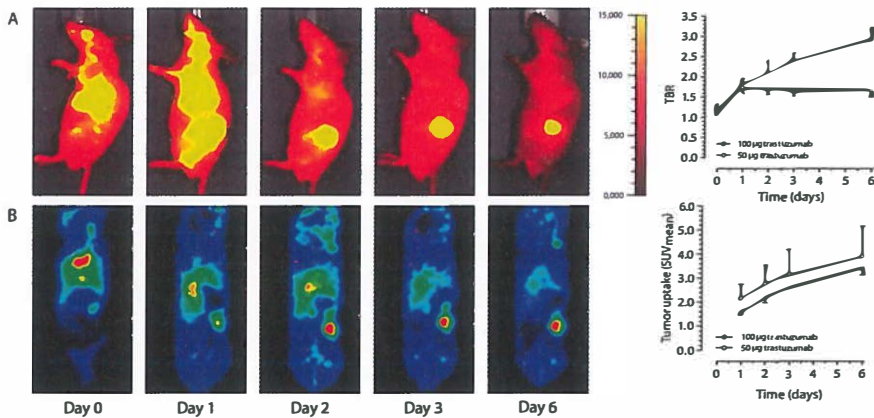 A
15,000
10,000
5,000
0,000
3.5
3.0
2.5
2.0
1.5
1.0
0.5
0.0
TBR
100 µg trastuzumab
50 µg trastuzumab
0 1 2 3 4 5 6
Time (days)
B
6.0
5.0
4.0
3.0
2.0
1.0
0.0
Tumor uptake (SUVmean)
100 µg trastuzumab
50 µg trastuzumab
0 1 2 3 4 5 6
Time (days)
Day 0 Day 1 Day 2 Day 3 Day 6